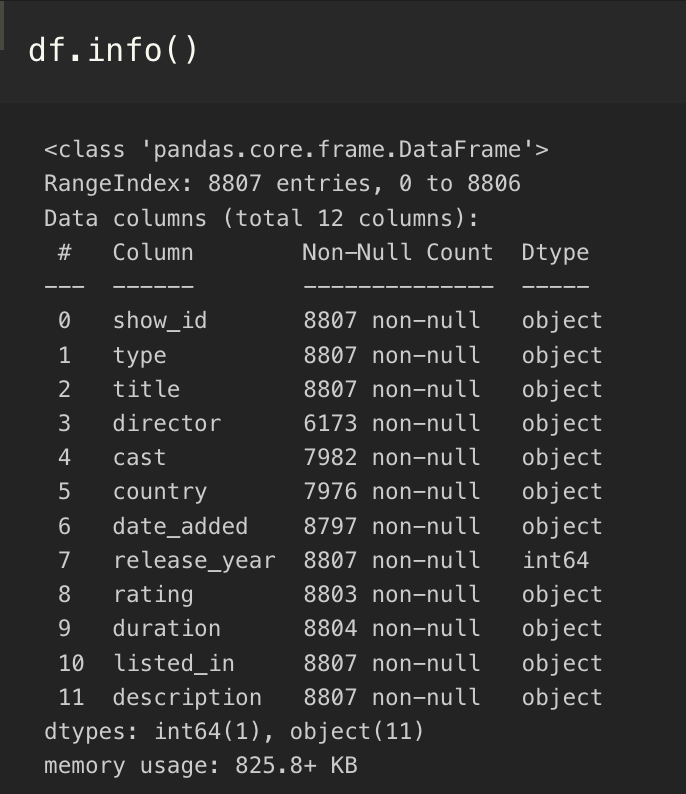 df.info()
<class 'pandas.core.frame.DataFrame'>
RangeIndex: 8807 entries, 0 to 8806
Data columns (total 12 columns):
 #   Column        Non-Null Count  Dtype
---  ------        --------------  -----
 0   show_id       8807 non-null   object
 1   type          8807 non-null   object
 2   title         8807 non-null   object
 3   director      6173 non-null   object
 4   cast          7982 non-null   object
 5   country       7976 non-null   object
 6   date_added    8797 non-null   object
 7   release_year  8807 non-null   int64
 8   rating        8803 non-null   object
 9   duration      8804 non-null   object
 10  listed_in     8807 non-null   object
 11  description   8807 non-null   object
dtypes: int64(1), object(11)
memory usage: 825.8+ KB